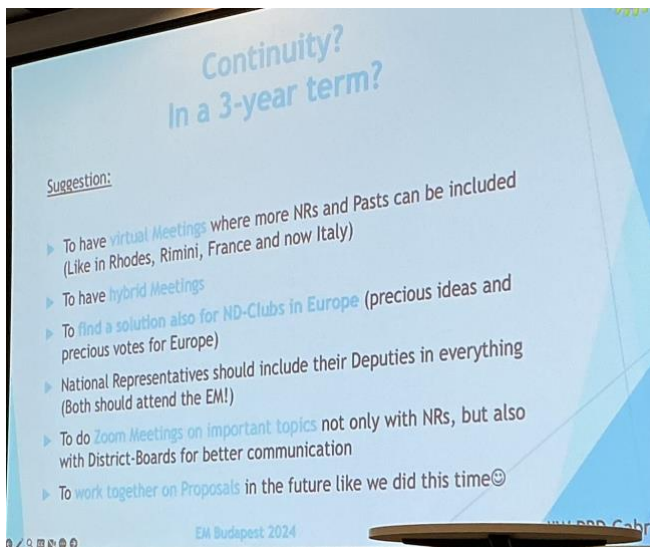 Continuity?
In a 3-year term?
Suggestion:
To have virtual Meetings where more NRs and Pasts can be included
(Like in Rhodes, Rimini, France and now Italy)
To have hybrid Meetings
To find a solution also for ND-Clubs in Europe (precious ideas and
precious votes for Europe)
National Representatives should include their Deputies in everything
(Both should attend the EM!)
To do Zoom Meetings on important topics not only with NRs, but also
with District-Boards for better communication
To work together on Proposals in the future like we did this time☺
EM Budapest 2024